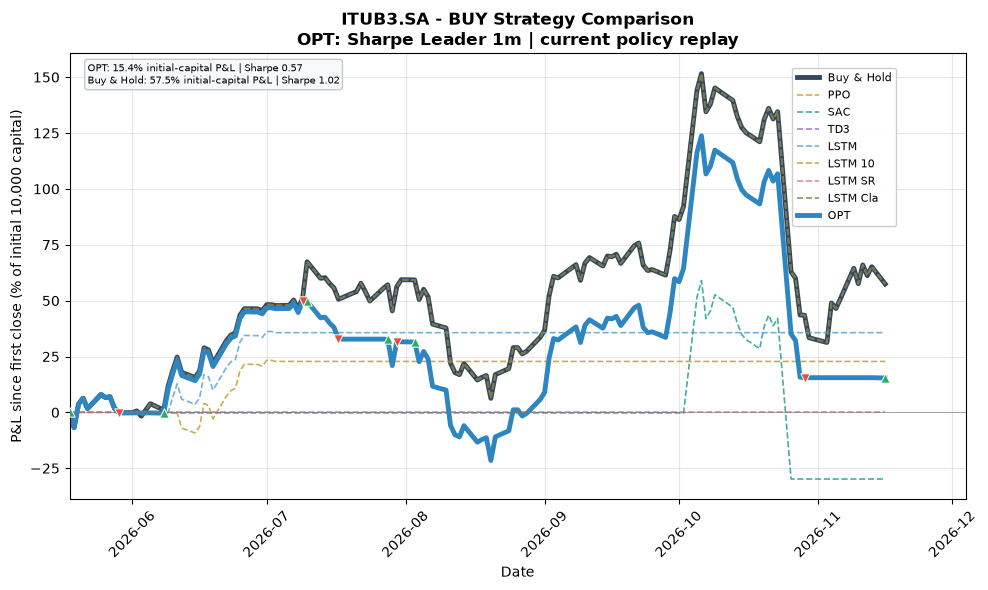 ITUB3.SA - BUY Strategy Comparison
OPT: Sharpe Leader 1m | current policy replay
OPT: 15.4% initial-capital P&L | Sharpe 0.57
Buy & Hold: 57.5% initial-capital P&L | Sharpe 1.02
Buy & Hold
PPO
SAC
TD3
LSTM
LSTM 10
LSTM SR
LSTM Cla
OPT
P&L since first close (% of initial 10,000 capital)
150
125
100
75
50
25
0
−25
2026-06
2026-07
2026-08
2026-09
2026-10
2026-11
2026-12
Date